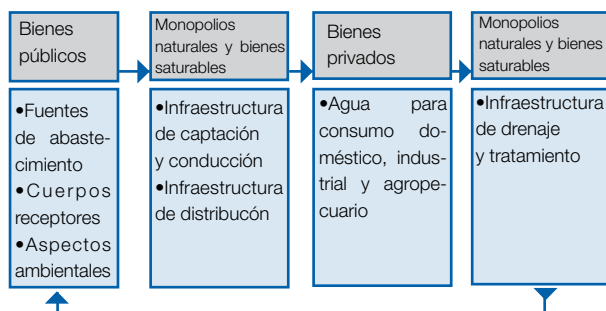 Bienes
públicos
•Fuentes
de abaste-
cimiento
•Cuerpos
receptores
•Aspectos
ambientales
Monopolios
naturales y bienes
saturables
•Infraestructura
de captación
y conducción
•Infraestructura
de distribucón
Bienes
privados
•Agua para
consumo do-
méstico, indus-
trial y agrope-
cuario
Monopolios
naturales y bienes
saturables
•Infraestructura
de drenaje
y tratamiento